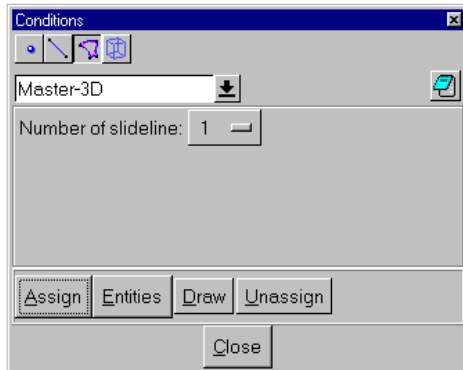 Conditions
Master-3D
Number of slideline: 1
Assign Entities Draw Unassign
Close